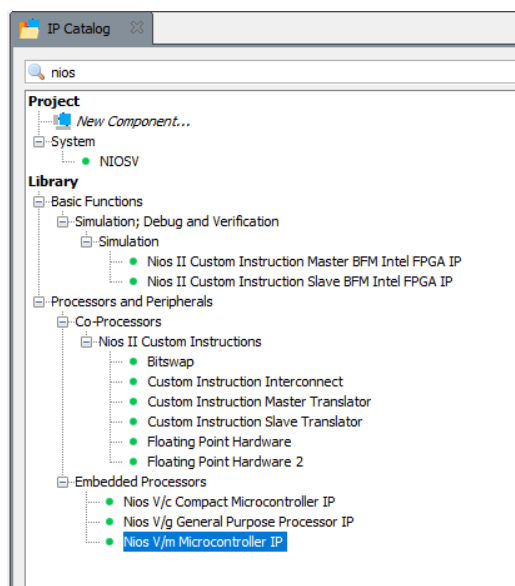 IP Catalog
nios
Project
New Component...
System
NIOSV
Library
Basic Functions
Simulation; Debug and Verification
Simulation
Nios II Custom Instruction Master BFM Intel FPGA IP
Nios II Custom Instruction Slave BFM Intel FPGA IP
Processors and Peripherals
Co-Processors
Nios II Custom Instructions
Bitswap
Custom Instruction Interconnect
Custom Instruction Master Translator
Custom Instruction Slave Translator
Floating Point Hardware
Floating Point Hardware 2
Embedded Processors
Nios V/c Compact Microcontroller IP
Nios V/g General Purpose Processor IP
Nios V/m Microcontroller IP